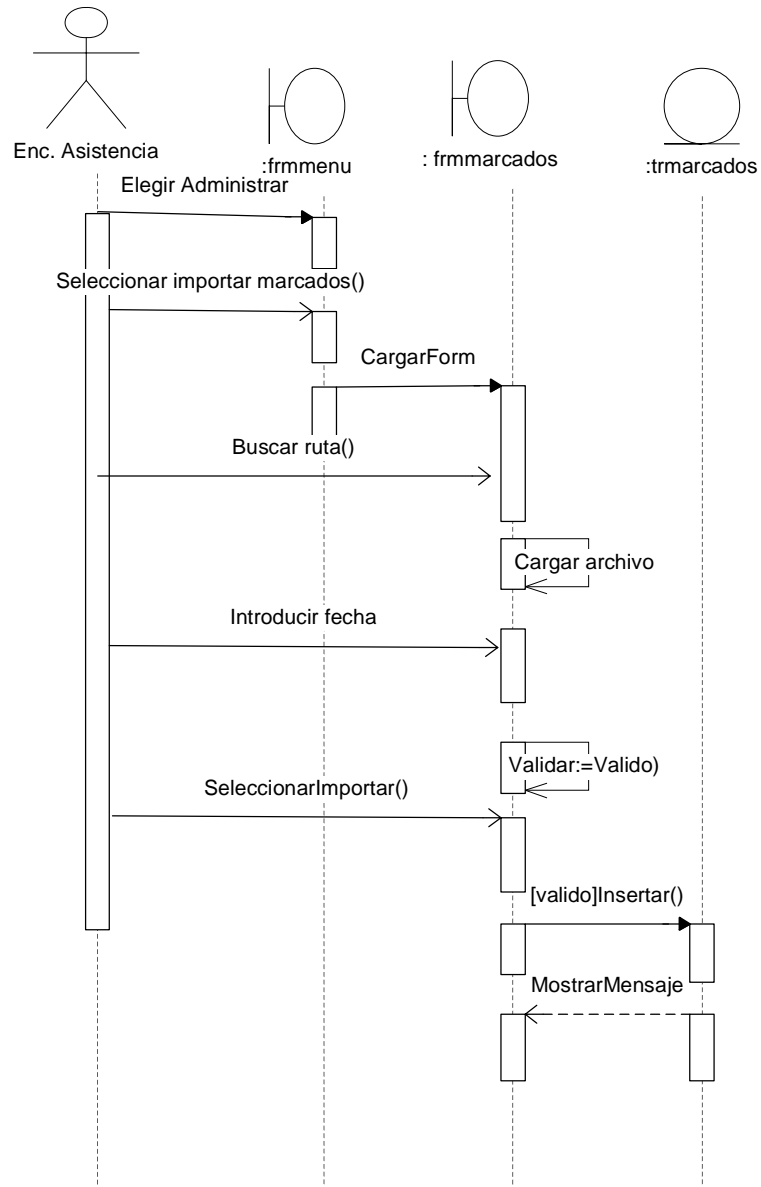 Enc. Asistencia
:frmmenu
: frmmarcados
:trmarcados
Elegir Administrar
Seleccionar importar marcados()
CargarForm
Buscar ruta()
Cargar archivo
Introducir fecha
Validar:=Valido)
SeleccionarImportar()
[valido]Insertar()
MostrarMensaje